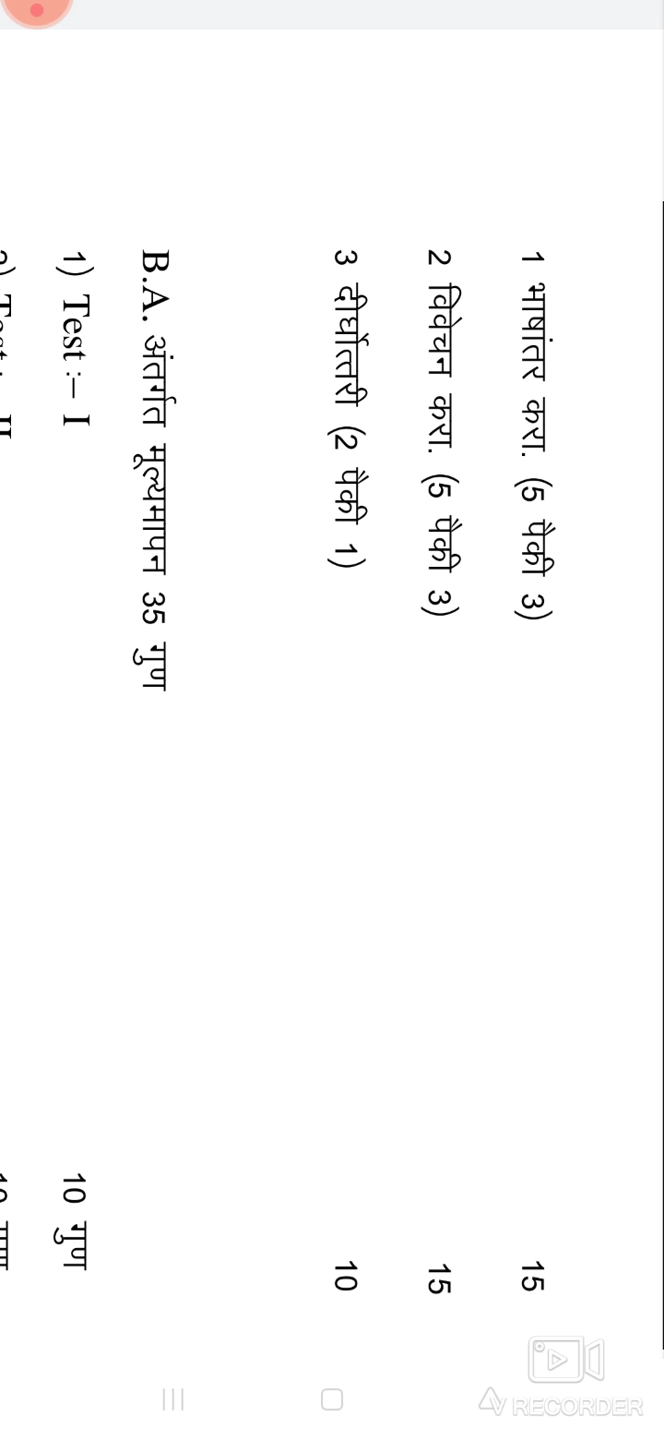 1 भाषांतर करा. (5 पैकी 3) 15
2 विवेचन करा. (5 पैकी 3) 15
3 दीर्घोत्तरी (2 पैकी 1) 10
B.A. अंतर्गत मूल्यमापन 35 गुण
1) Test :– I 10 गुण
RECORDER